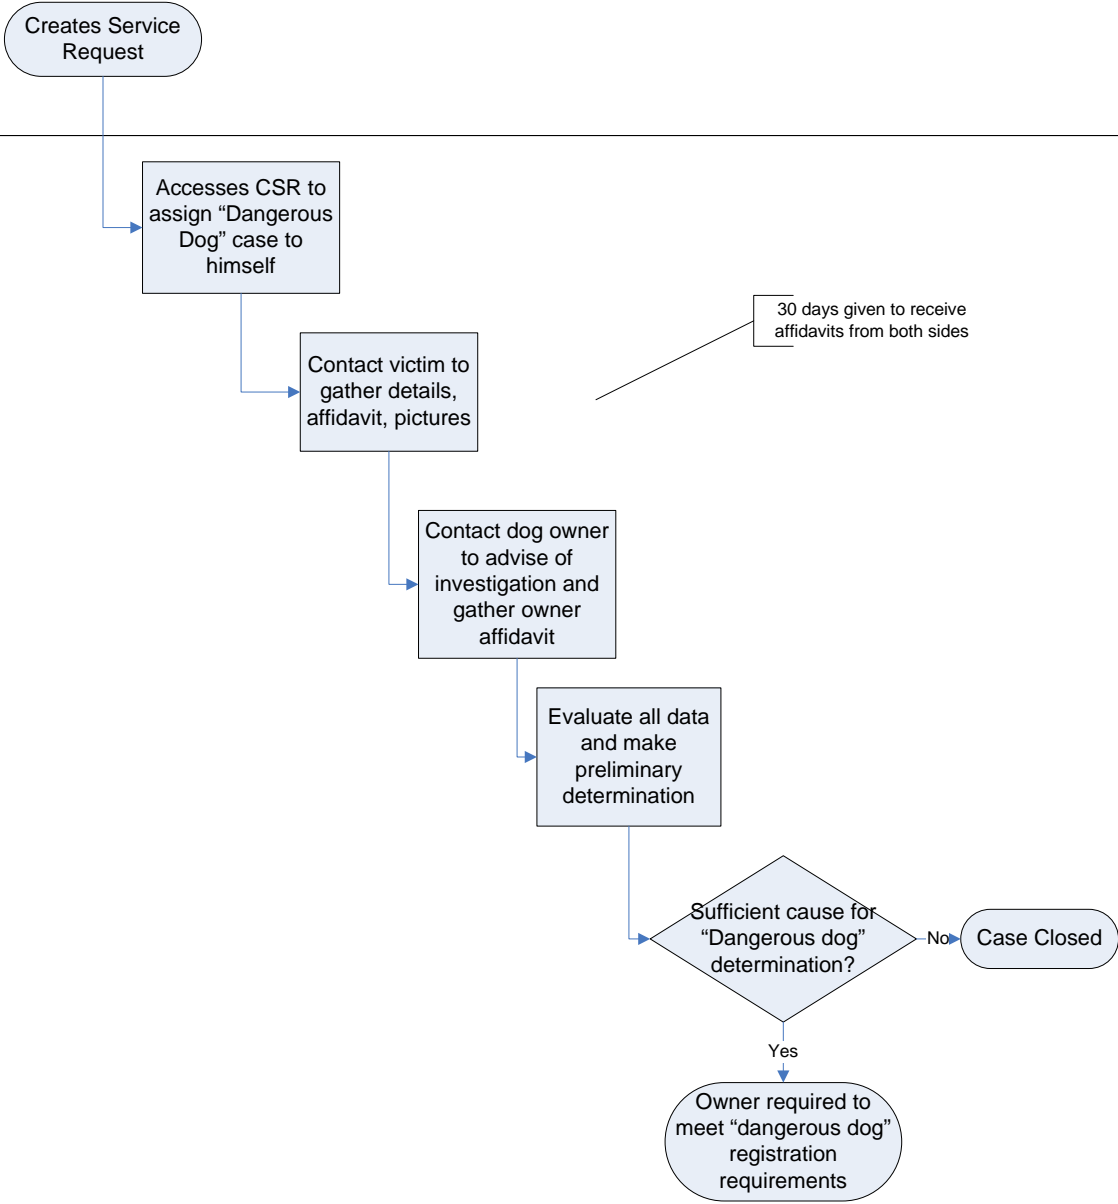 Creates Service
Request
Accesses CSR to
assign “Dangerous
Dog” case to
himself
30 days given to receive
affidavits from both sides
Contact victim to
gather details,
affidavit, pictures
Contact dog owner
to advise of
investigation and
gather owner
affidavit
Evaluate all data
and make
preliminary
determination
Sufficient cause for
“Dangerous dog”
determination?
No
Case Closed
Yes
Owner required to
meet “dangerous dog”
registration
requirements